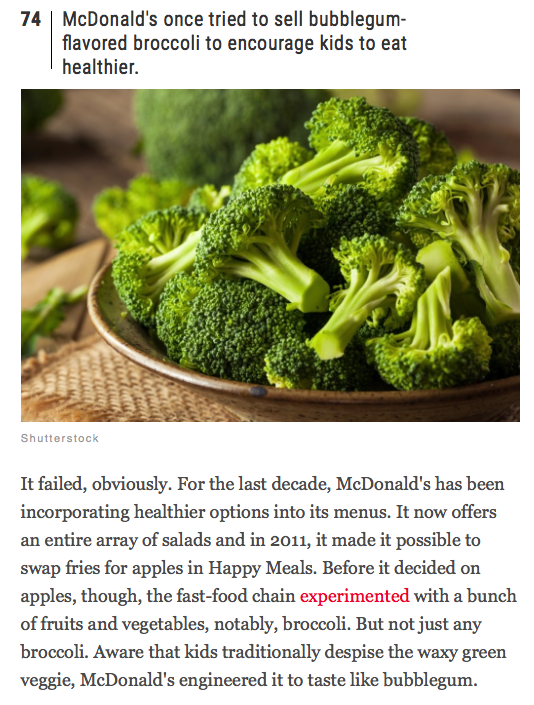 74 McDonald's once tried to sell bubblegum-
flavored broccoli to encourage kids to eat
healthier.
Shutterstock
It failed, obviously. For the last decade, McDonald's has been
incorporating healthier options into its menus. It now offers
an entire array of salads and in 2011, it made it possible to
swap fries for apples in Happy Meals. Before it decided on
apples, though, the fast-food chain experimented with a bunch
of fruits and vegetables, notably, broccoli. But not just any
broccoli. Aware that kids traditionally despise the waxy green
veggie, McDonald's engineered it to taste like bubblegum.